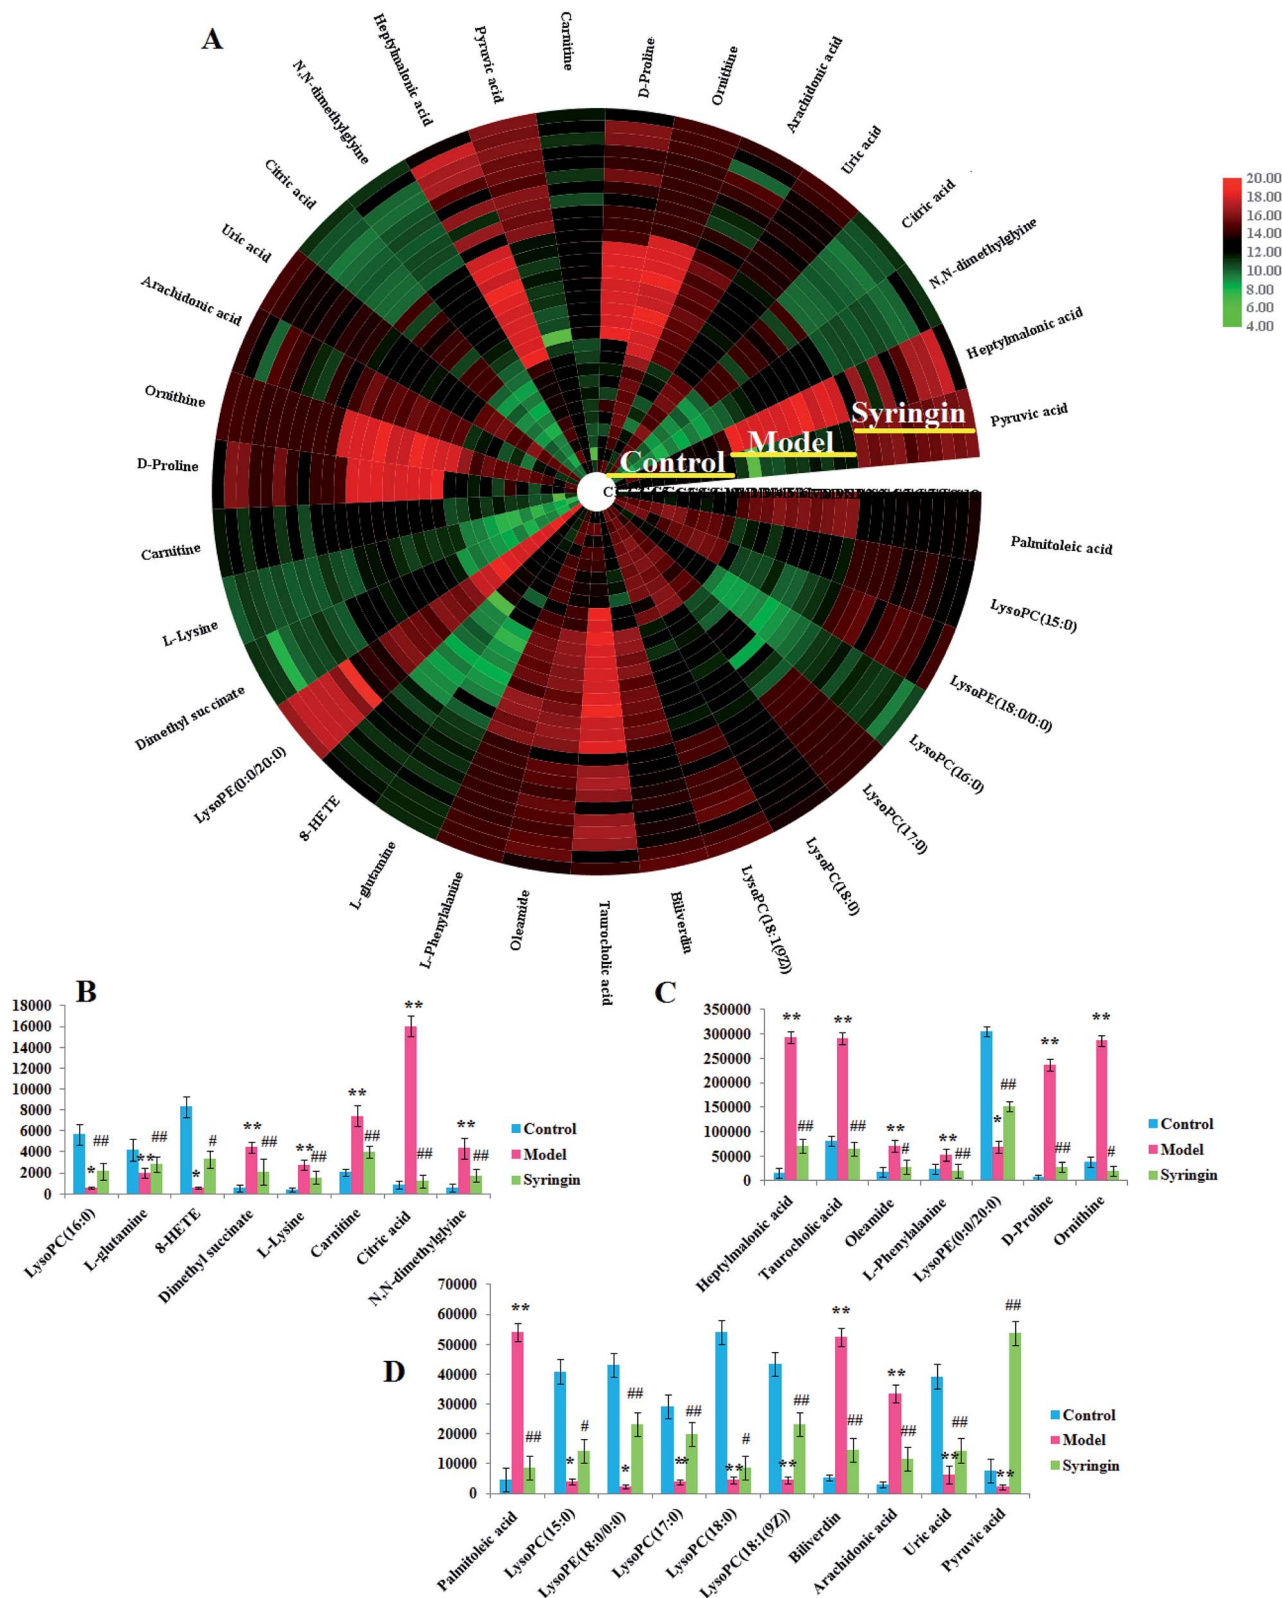 A
Heptylmalonic acid
Pyruvic acid
Carnitine
D-Proline
Ornithine
Arachidonic acid
Uric acid
Citric acid
N,N-dimethylglyine
Heptylmalonic acid
Pyruvic acid
N,N-dimethylglyine
Citric acid
Uric acid
Arachidonic acid
Ornithine
D-Proline
Carnitine
L-Lysine
Dimethyl succinate
LysoPE(0:0/20:0)
8-HETE
L-glutamine
L-Phenylalanine
Oleamide
Taurocholic acid
Biliverdin
LysoPC(18:1(9Z))
LysoPC(18:0)
LysoPC(17:0)
LysoPC(16:0)
LysoPE(18:0/0:0)
LysoPC(15:0)
Palmitoleic acid
Syringin
Model
Control
20.00
18.00
16.00
14.00
12.00
10.00
8.00
6.00
4.00
B
18000
16000
14000
12000
10000
8000
6000
4000
2000
0
* ##
** ##
* #
** ##
** ##
** ##
** ##
** ##
LysoPC(16:0)
L-glutamine
8-HETE
Dimethyl succinate
L-Lysine
Carnitine
Citric acid
N,N-dimethylglyine
Control
Model
Syringin
C
350000
300000
250000
200000
150000
100000
50000
0
** ##
** ##
** #
** ##
* ##
** ##
** #
Heptylmalonic acid
Taurocholic acid
Oleamide
L-Phenylalanine
LysoPE(0:0/20:0)
D-Proline
Ornithine
Control
Model
Syringin
D
70000
60000
50000
40000
30000
20000
10000
0
** ##
* #
* ##
** ##
** #
** ##
** ##
** ##
** ##
** ##
Palmitoleic acid
LysoPC(15:0)
LysoPE(18:0/0:0)
LysoPC(17:0)
LysoPC(18:0)
LysoPC(18:1(9Z))
Biliverdin
Arachidonic acid
Uric acid
Pyruvic acid
Control
Model
Syringin